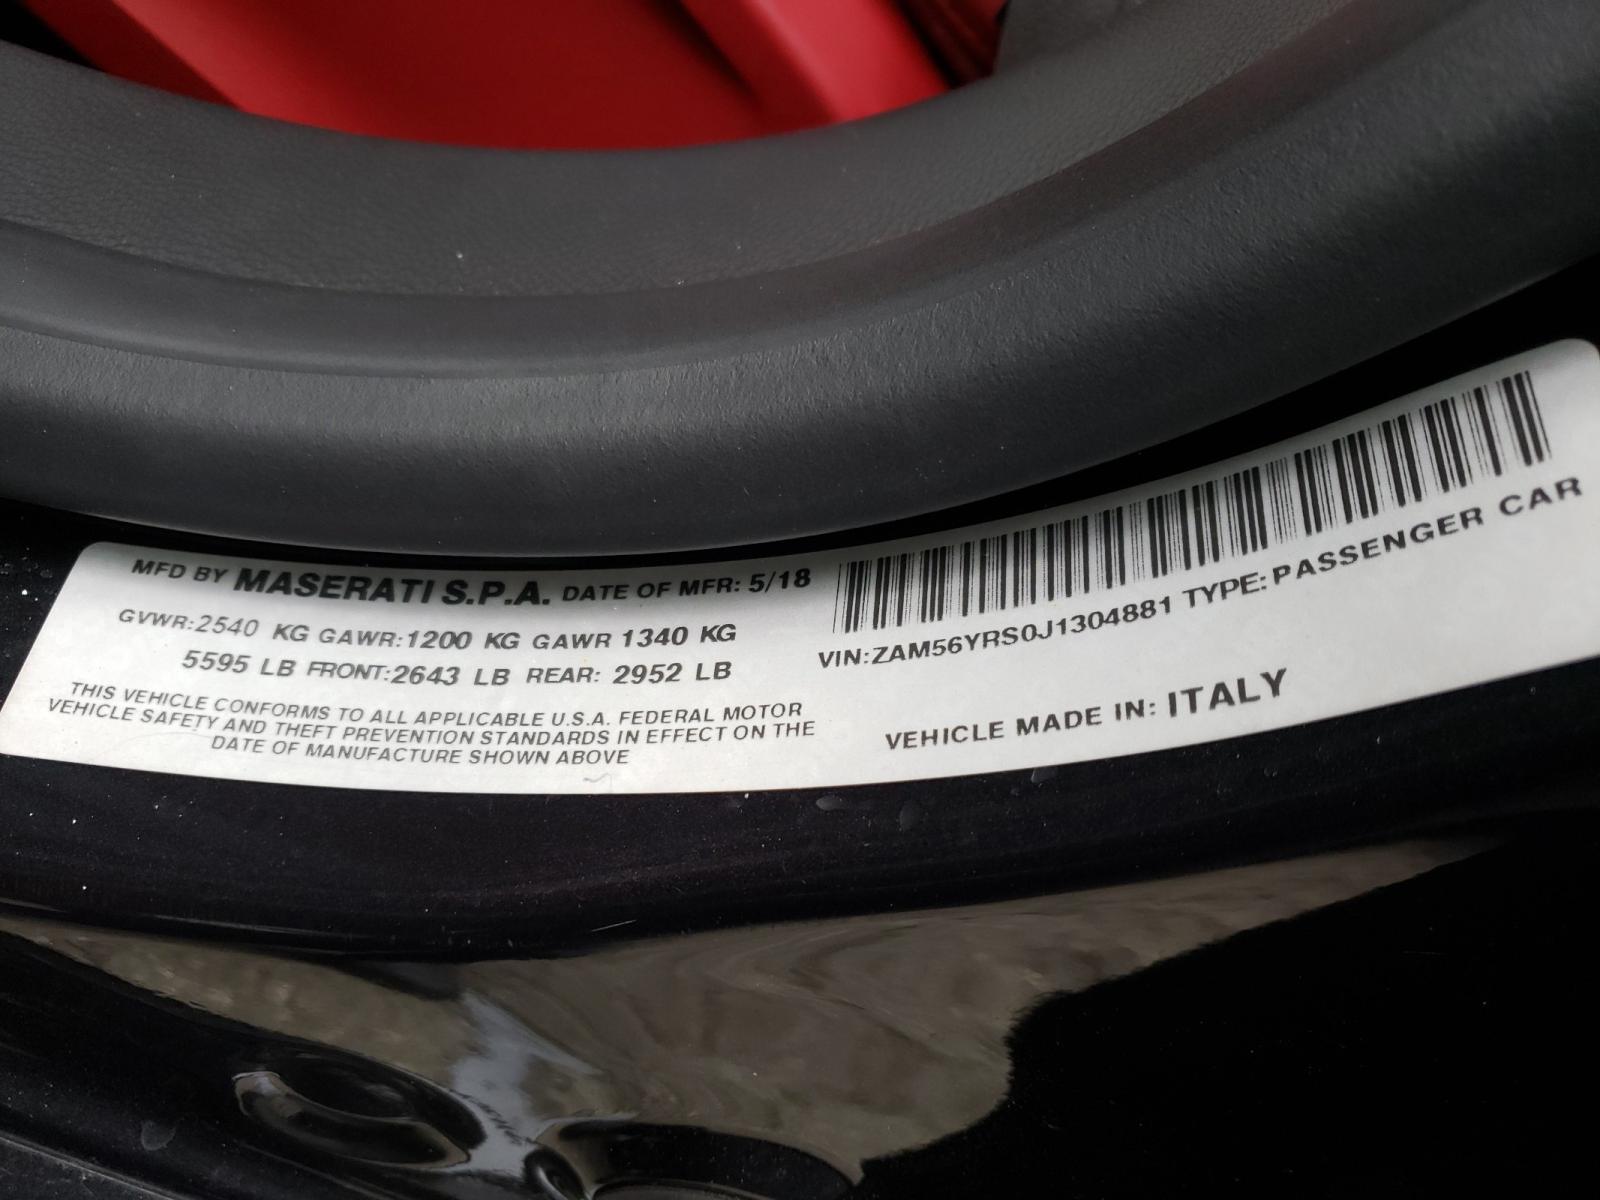 MFD BY MASERATI S.P.A. DATE OF MFR: 5/18
GVWR:2540 KG GAWR:1200 KG GAWR 1340 KG
5595 LB FRONT:2643 LB REAR: 2952 LB
THIS VEHICLE CONFORMS TO ALL APPLICABLE U.S.A. FEDERAL MOTOR
VEHICLE SAFETY AND THEFT PREVENTION STANDARDS IN EFFECT ON THE
DATE OF MANUFACTURE SHOWN ABOVE
VIN:ZAM56YRS0J1304881 TYPE:PASSENGER CAR
VEHICLE MADE IN: ITALY